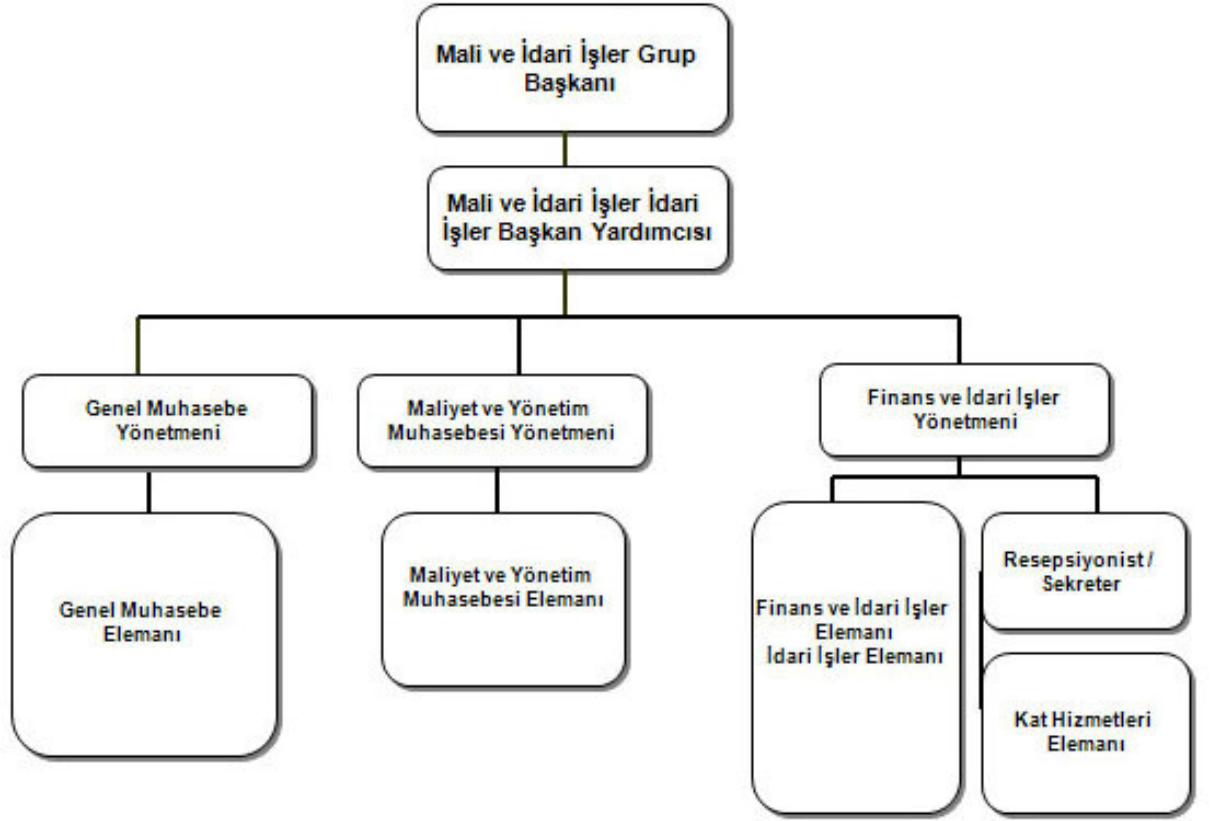 Mali ve İdari İşler Grup
Başkanı
Mali ve İdari İşler İdari
İşler Başkan Yardımcısı
Genel Muhasebe
Yönetmeni
Maliyet ve Yönetim
Muhasebesi Yönetmeni
Finans ve İdari İşler
Yönetmeni
Genel Muhasebe
Elemanı
Maliyet ve Yönetim
Muhasebesi Elemanı
Finans ve İdari İşler
Elemanı
İdari İşler Elemanı
Resepsiyonist /
Sekreter
Kat Hizmetleri
Elemanı